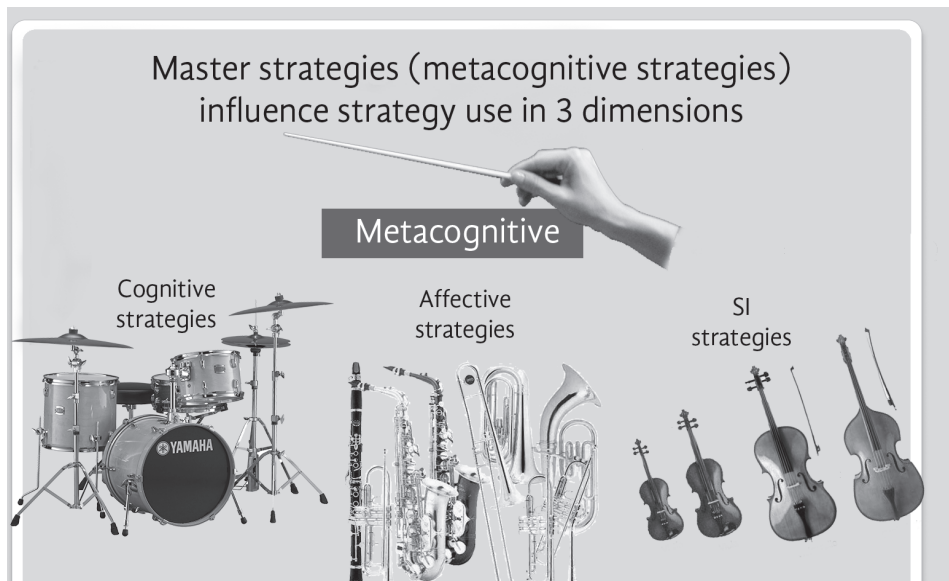 Master strategies (metacognitive strategies)
influence strategy use in 3 dimensions
Metacognitive
Cognitive
strategies
Affective
strategies
SI
strategies
YAMAHA